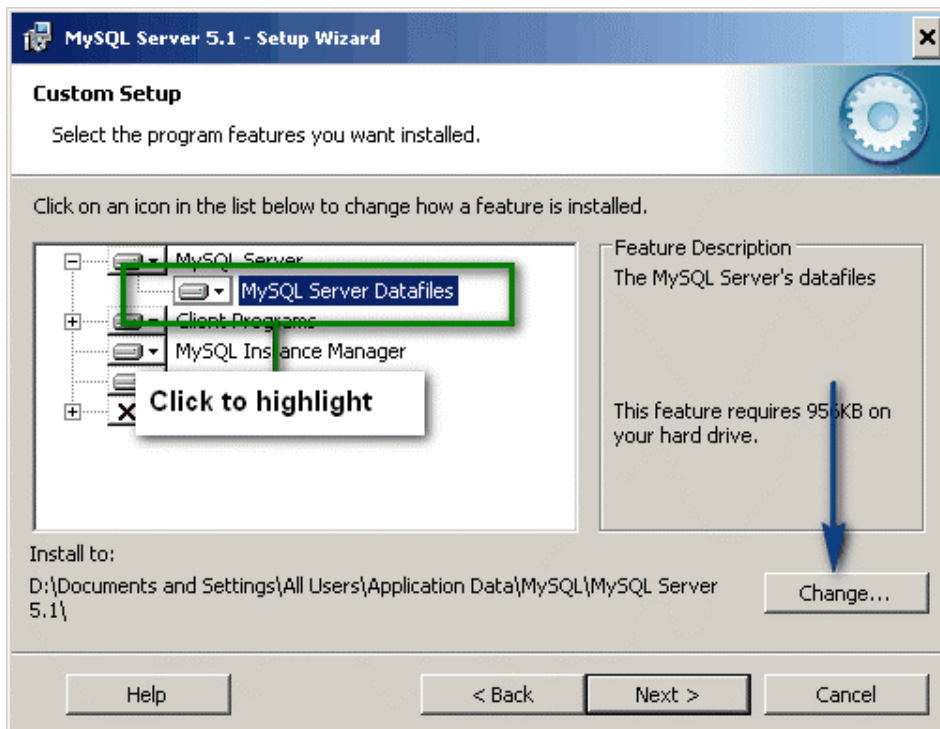 MySQL Server 5.1 - Setup Wizard
Custom Setup
Select the program features you want installed.
Click on an icon in the list below to change how a feature is installed.
MySQL Server
MySQL Server Datafiles
Client Programs
MySQL Instance Manager
Click to highlight
Feature Description
The MySQL Server's datafiles
This feature requires 956KB on
your hard drive.
Install to:
D:\Documents and Settings\All Users\Application Data\MySQL\MySQL Server
5.1\
Change...
Help
< Back
Next >
Cancel